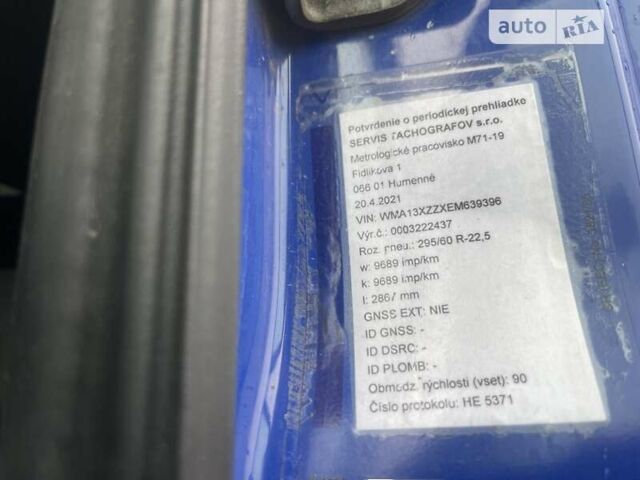 auto RIA
Potvrdenie o periodickej prehliadke
SERVIS TACHOGRAFOV s.r.o.
Metrologické pracovisko M71-19
Fidlikova 1
066 01 Humenné
20.4.2021
VIN: WMA13XZZXEM639396
Výr.č.: 0003222437
Roz. pneu.: 295/60 R-22,5
w: 9689 imp/km
k: 9689 imp/km
l: 2867 mm
GNSS EXT: NIE
ID GNSS: -
ID DSRC: -
ID PLOMB: -
Obmodz. rýchlosti (vset): 90
Číslo protokolu: HE 5371